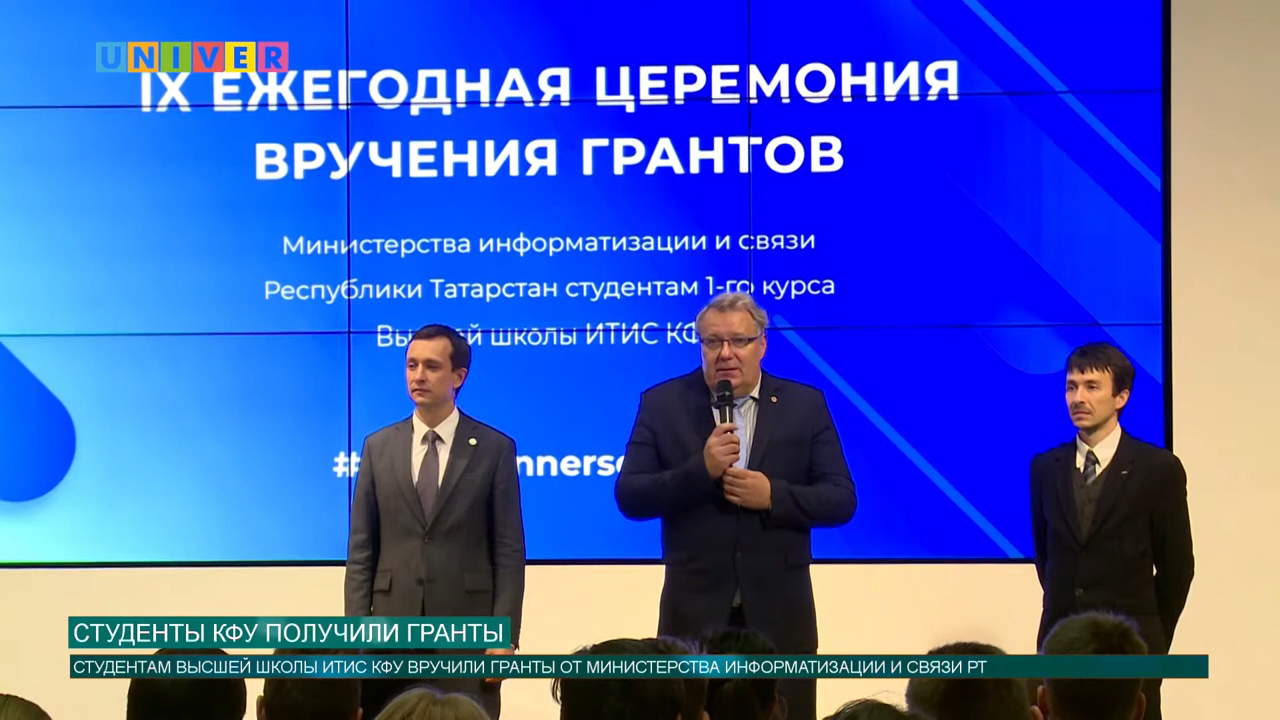 UNIVER
IX ЕЖЕГОДНАЯ ЦЕРЕМОНИЯ
ВРУЧЕНИЯ ГРАНТОВ
Министерства информатизации и связи
Республики Татарстан студентам 1-го курса
школы ИТИС
СТУДЕНТЫ КФУ ПОЛУЧИЛИ ГРАНТЫ
СТУДЕНТАМ ВЫСШЕЙ ШКОЛЫ ИТИС КФУ ВРУЧИЛИ ГРАНТЫ ОТ МИНИСТЕРСТВА ИНФОРМАТИЗАЦИИ И СВЯЗИ РТ